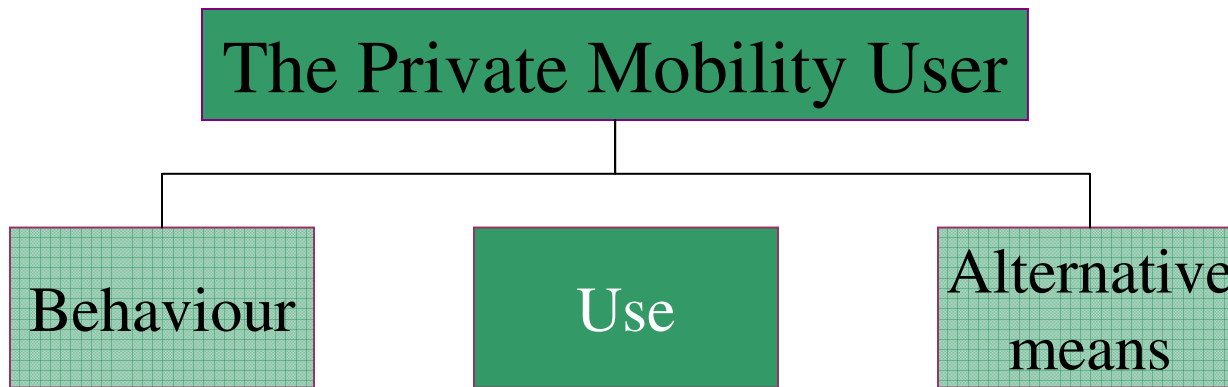 The Private Mobility User
Behaviour
Use
Alternative
means